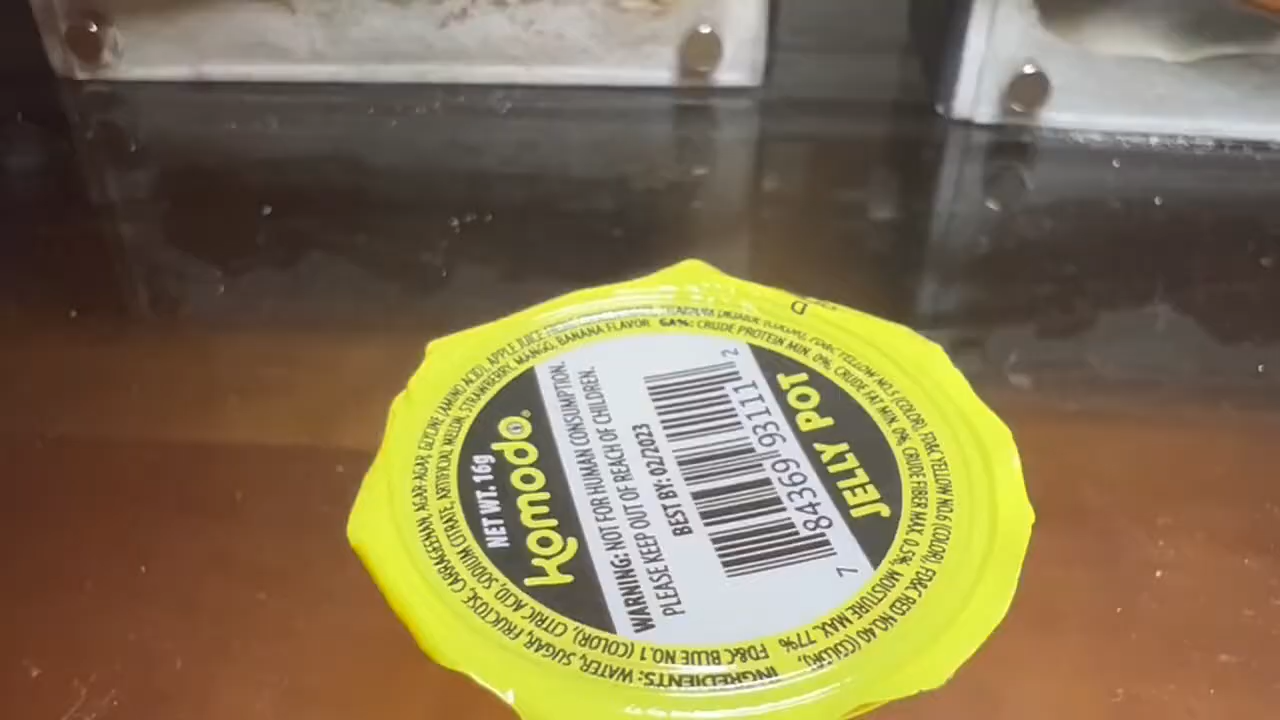 NET WT. 16g
komodo®
WARNING: NOT FOR HUMAN CONSUMPTION.
PLEASE KEEP OUT OF REACH OF CHILDREN.
BEST BY: 02/2023
7 84369 93111 2
JELLY POT
INGREDIENTS: WATER, SUGAR, FRUCTOSE, CARRAGEENAN, AGAR-AGAR, GLYCINE (AMINO ACID), APPLE JUICE
FD&C YELLOW NO.5 (COLOR), FD&C YELLOW NO.6 (COLOR), FD&C RED NO.40 (COLOR),
FD&C BLUE NO.1 (COLOR), CITRIC ACID, SODIUM CITRATE, ARTIFICIAL MELON, STRAWBERRY, MANGO, BANANA FLAVOR GA%: CRUDE PROTEIN MIN. 0%, CRUDE FAT MIN. 0%, CRUDE FIBER MAX. 0.5%, MOISTURE MAX. 77%
D